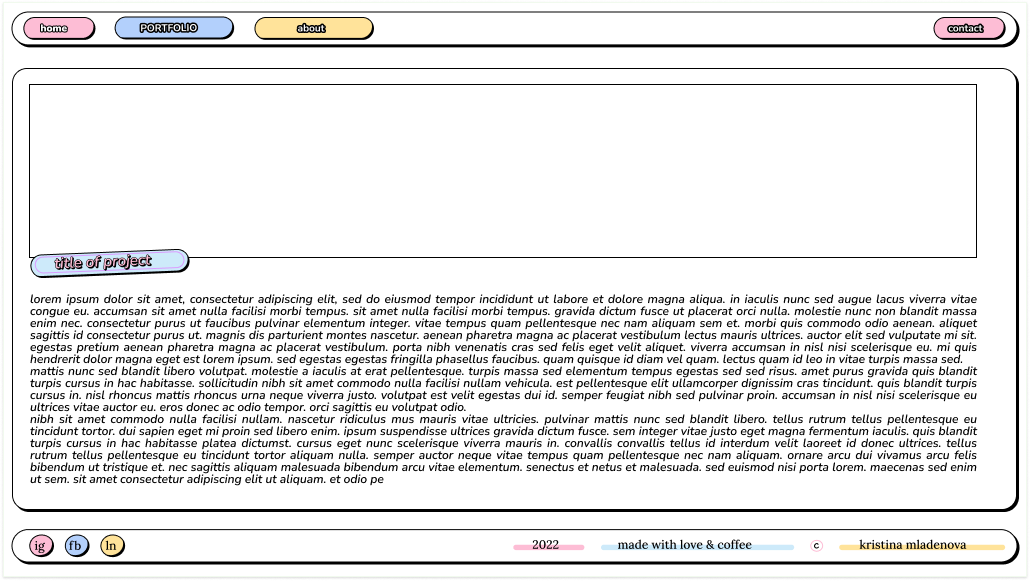 home PORTFOLIO about contact
title of project
lorem ipsum dolor sit amet, consectetur adipiscing elit, sed do eiusmod tempor incididunt ut labore et dolore magna aliqua. in iaculis nunc sed augue lacus viverra vitae
congue eu. accumsan sit amet nulla facilisi morbi tempus. sit amet nulla facilisi morbi tempus. gravida dictum fusce ut placerat orci nulla. molestie nunc non blandit massa
enim nec. consectetur purus ut faucibus pulvinar elementum integer. vitae tempus quam pellentesque nec nam aliquam sem et. morbi quis commodo odio aenean. aliquet
sagittis id consectetur purus ut. magnis dis parturient montes nascetur. aenean pharetra magna ac placerat vestibulum lectus mauris ultrices. auctor elit sed vulputate mi sit.
egestas pretium aenean pharetra magna ac placerat vestibulum. porta nibh venenatis cras sed felis eget velit aliquet. viverra accumsan in nisl nisi scelerisque eu. mi quis
hendrerit dolor magna eget est lorem ipsum. sed egestas egestas fringilla phasellus faucibus. quam quisque id diam vel quam. lectus quam id leo in vitae turpis massa sed.
mattis nunc sed blandit libero volutpat. molestie a iaculis at erat pellentesque. turpis massa sed elementum tempus egestas sed sed risus. amet purus gravida quis blandit
turpis cursus in hac habitasse. sollicitudin nibh sit amet commodo nulla facilisi nullam vehicula. est pellentesque elit ullamcorper dignissim cras tincidunt. quis blandit turpis
cursus in. nisl rhoncus mattis rhoncus urna neque viverra justo. volutpat est velit egestas dui id. semper feugiat nibh sed pulvinar proin. accumsan in nisl nisi scelerisque eu
ultrices vitae auctor eu. eros donec ac odio tempor. orci sagittis eu volutpat odio.
nibh sit amet commodo nulla facilisi nullam. nascetur ridiculus mus mauris vitae ultricies. pulvinar mattis nunc sed blandit libero. tellus rutrum tellus pellentesque eu
tincidunt tortor. dui sapien eget mi proin sed libero enim. ipsum suspendisse ultrices gravida dictum fusce. sem integer vitae justo eget magna fermentum iaculis. quis blandit
turpis cursus in hac habitasse platea dictumst. cursus eget nunc scelerisque viverra mauris in. convallis convallis tellus id interdum velit laoreet id donec ultrices. tellus
rutrum tellus pellentesque eu tincidunt tortor aliquam nulla. semper auctor neque vitae tempus quam pellentesque nec nam aliquam. ornare arcu dui vivamus arcu felis
bibendum ut tristique et. nec sagittis aliquam malesuada bibendum arcu vitae elementum. senectus et netus et malesuada. sed euismod nisi porta lorem. maecenas sed enim
ut sem. sit amet consectetur adipiscing elit ut aliquam. et odio pe
ig fb ln 2022 made with love & coffee © kristina mladenova